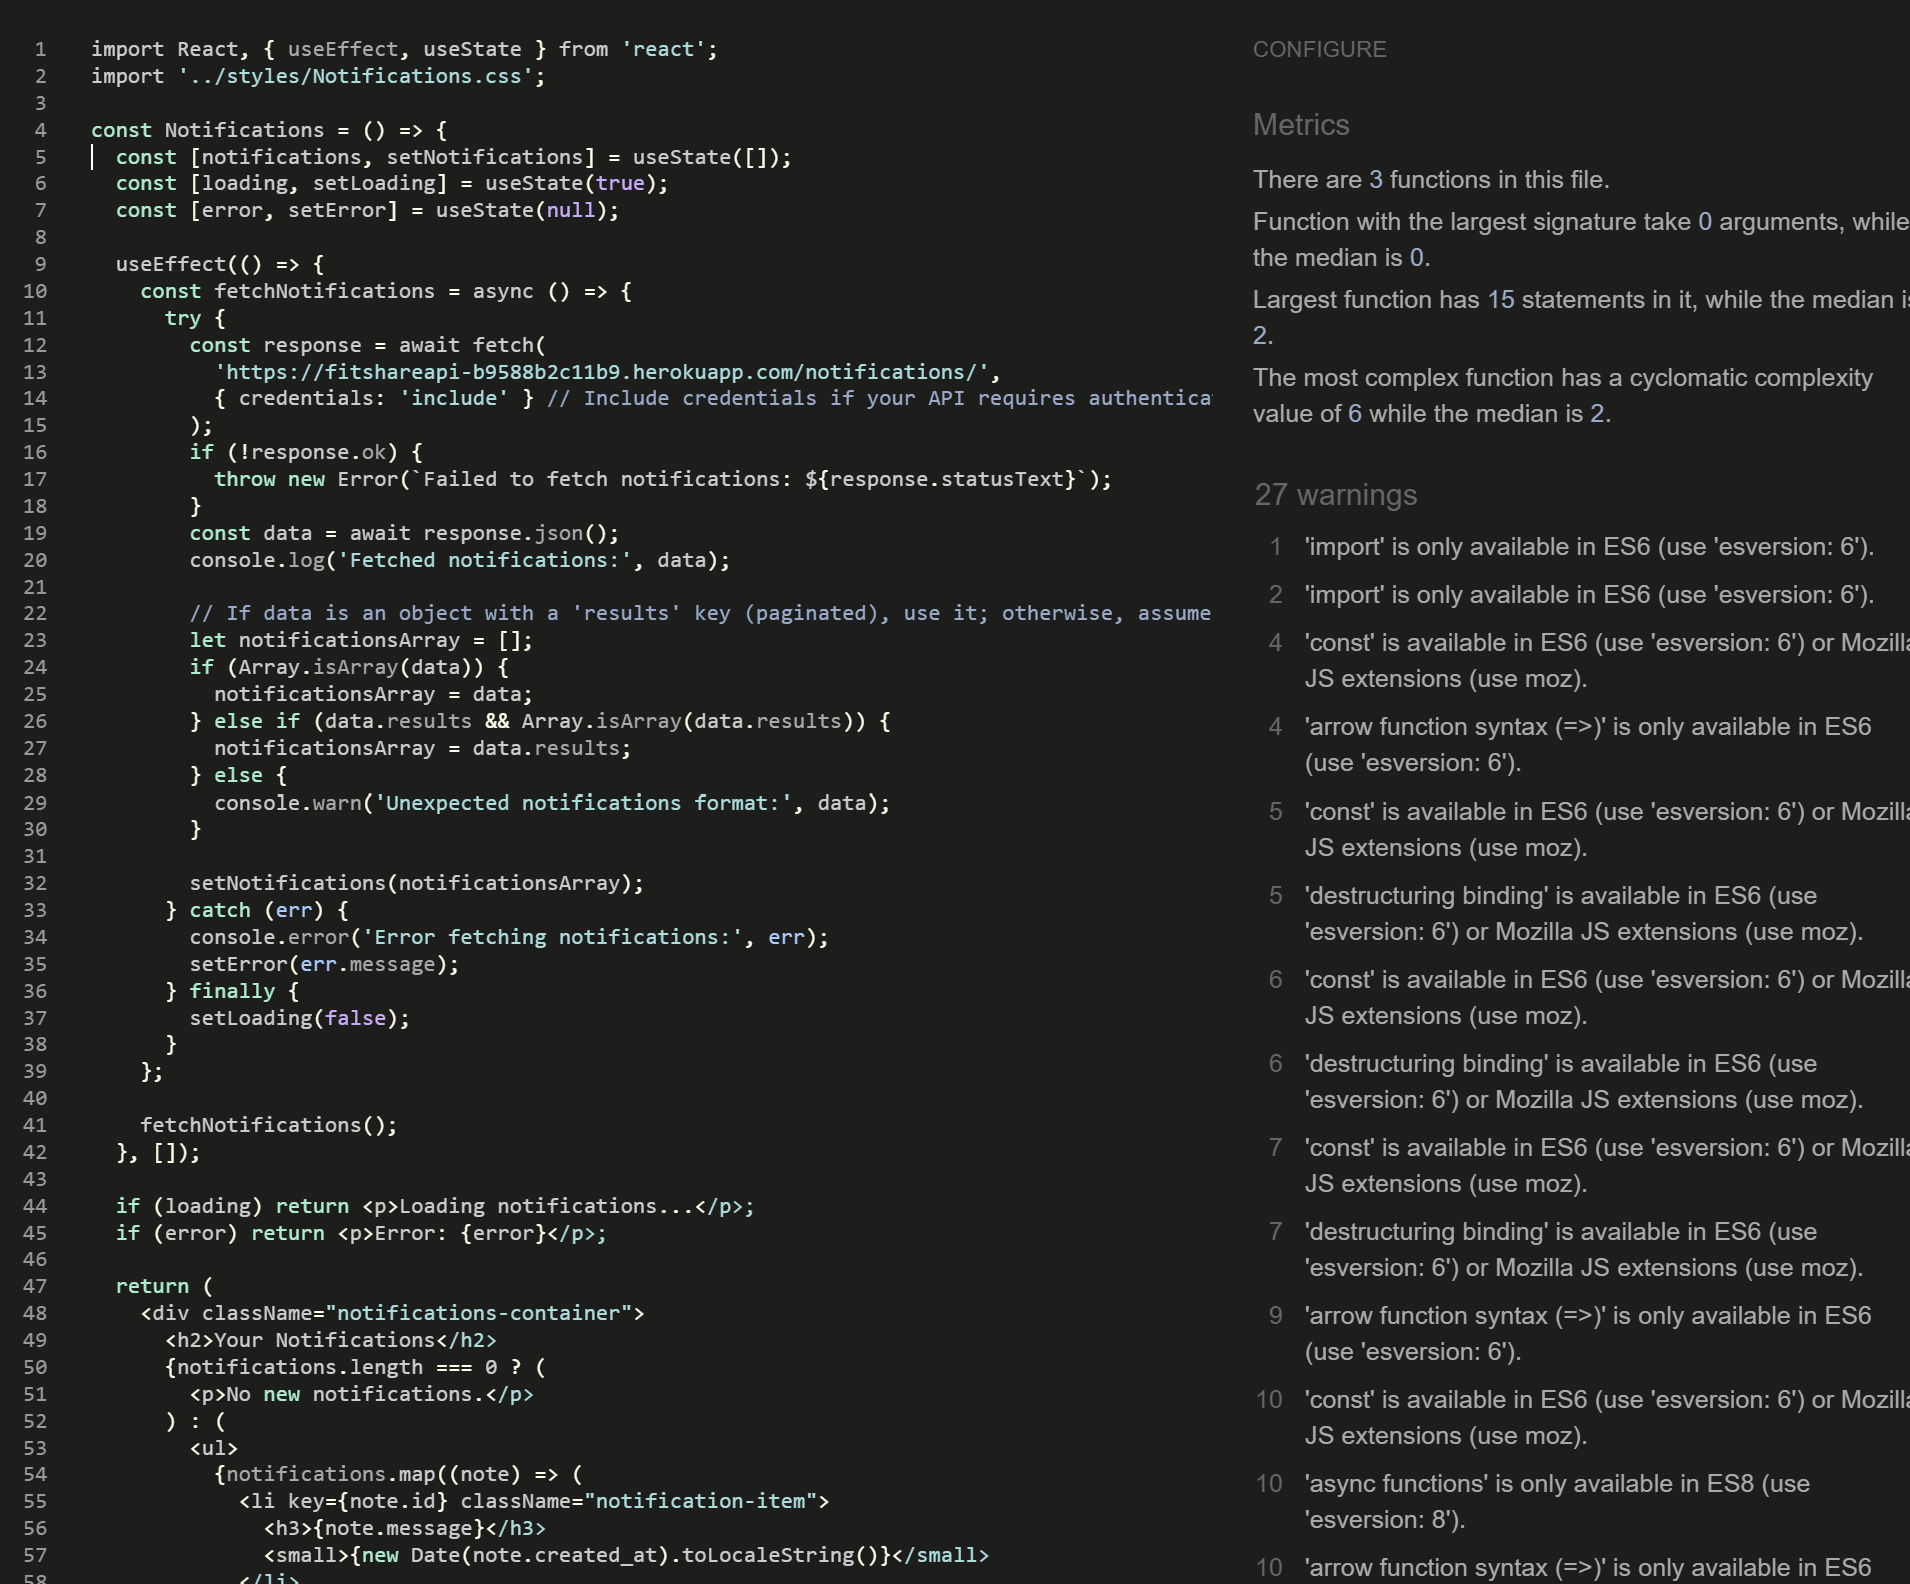 1 import React, { useEffect, useState } from 'react';
2 import '../styles/Notifications.css';
3
4 const Notifications = () => {
5   const [notifications, setNotifications] = useState([]);
6   const [loading, setLoading] = useState(true);
7   const [error, setError] = useState(null);
8
9   useEffect(() => {
10     const fetchNotifications = async () => {
11       try {
12         const response = await fetch(
13           'https://fitshareapi-b9588b2c11b9.herokuapp.com/notifications/',
14           { credentials: 'include' } // Include credentials if your API requires
15         );
16         if (!response.ok) {
17           throw new Error(`Failed to fetch notifications: ${response.statusText}`);
18         }
19         const data = await response.json();
20         console.log('Fetched notifications:', data);
21
22         // If data is an object with a 'results' key (paginated), use it; otherwise, assume
23         let notificationsArray = [];
24         if (Array.isArray(data)) {
25           notificationsArray = data;
26         } else if (data.results && Array.isArray(data.results)) {
27           notificationsArray = data.results;
28         } else {
29           console.warn('Unexpected notifications format:', data);
30         }
31
32         setNotifications(notificationsArray);
33       } catch (err) {
34         console.error('Error fetching notifications:', err);
35         setError(err.message);
36       } finally {
37         setLoading(false);
38       }
39     };
40
41     fetchNotifications();
42   }, []);
43
44   if (loading) return <p>Loading notifications...</p>;
45   if (error) return <p>Error: {error}</p>;
46
47   return (
48     <div className="notifications-container">
49       <h2>Your Notifications</h2>
50       {notifications.length === 0 ? (
51         <p>No new notifications.</p>
52       ) : (
53         <ul>
54           {notifications.map((note) => (
55             <li key={note.id} className="notification-item">
56               <h3>{note.message}</h3>
57               <small>{new Date(note.created_at).toLocaleString()}</small>
58             </li>
CONFIGURE
Metrics
There are 3 functions in this file.
Function with the largest signature take 0 arguments, while
the median is 0.
Largest function has 15 statements in it, while the median is
2.
The most complex function has a cyclomatic complexity
value of 6 while the median is 2.
27 warnings
1 'import' is only available in ES6 (use 'esversion: 6').
2 'import' is only available in ES6 (use 'esversion: 6').
4 'const' is available in ES6 (use 'esversion: 6') or Mozilla
JS extensions (use moz).
4 'arrow function syntax (=>)' is only available in ES6
(use 'esversion: 6').
5 'const' is available in ES6 (use 'esversion: 6') or Mozilla
JS extensions (use moz).
5 'destructuring binding' is available in ES6 (use
'esversion: 6') or Mozilla JS extensions (use moz).
6 'const' is available in ES6 (use 'esversion: 6') or Mozilla
JS extensions (use moz).
6 'destructuring binding' is available in ES6 (use
'esversion: 6') or Mozilla JS extensions (use moz).
7 'const' is available in ES6 (use 'esversion: 6') or Mozilla
JS extensions (use moz).
7 'destructuring binding' is available in ES6 (use
'esversion: 6') or Mozilla JS extensions (use moz).
9 'arrow function syntax (=>)' is only available in ES6
(use 'esversion: 6').
10 'const' is available in ES6 (use 'esversion: 6') or Mozilla
JS extensions (use moz).
10 'async functions' is only available in ES8 (use
'esversion: 8').
10 'arrow function syntax (=>)' is only available in ES6